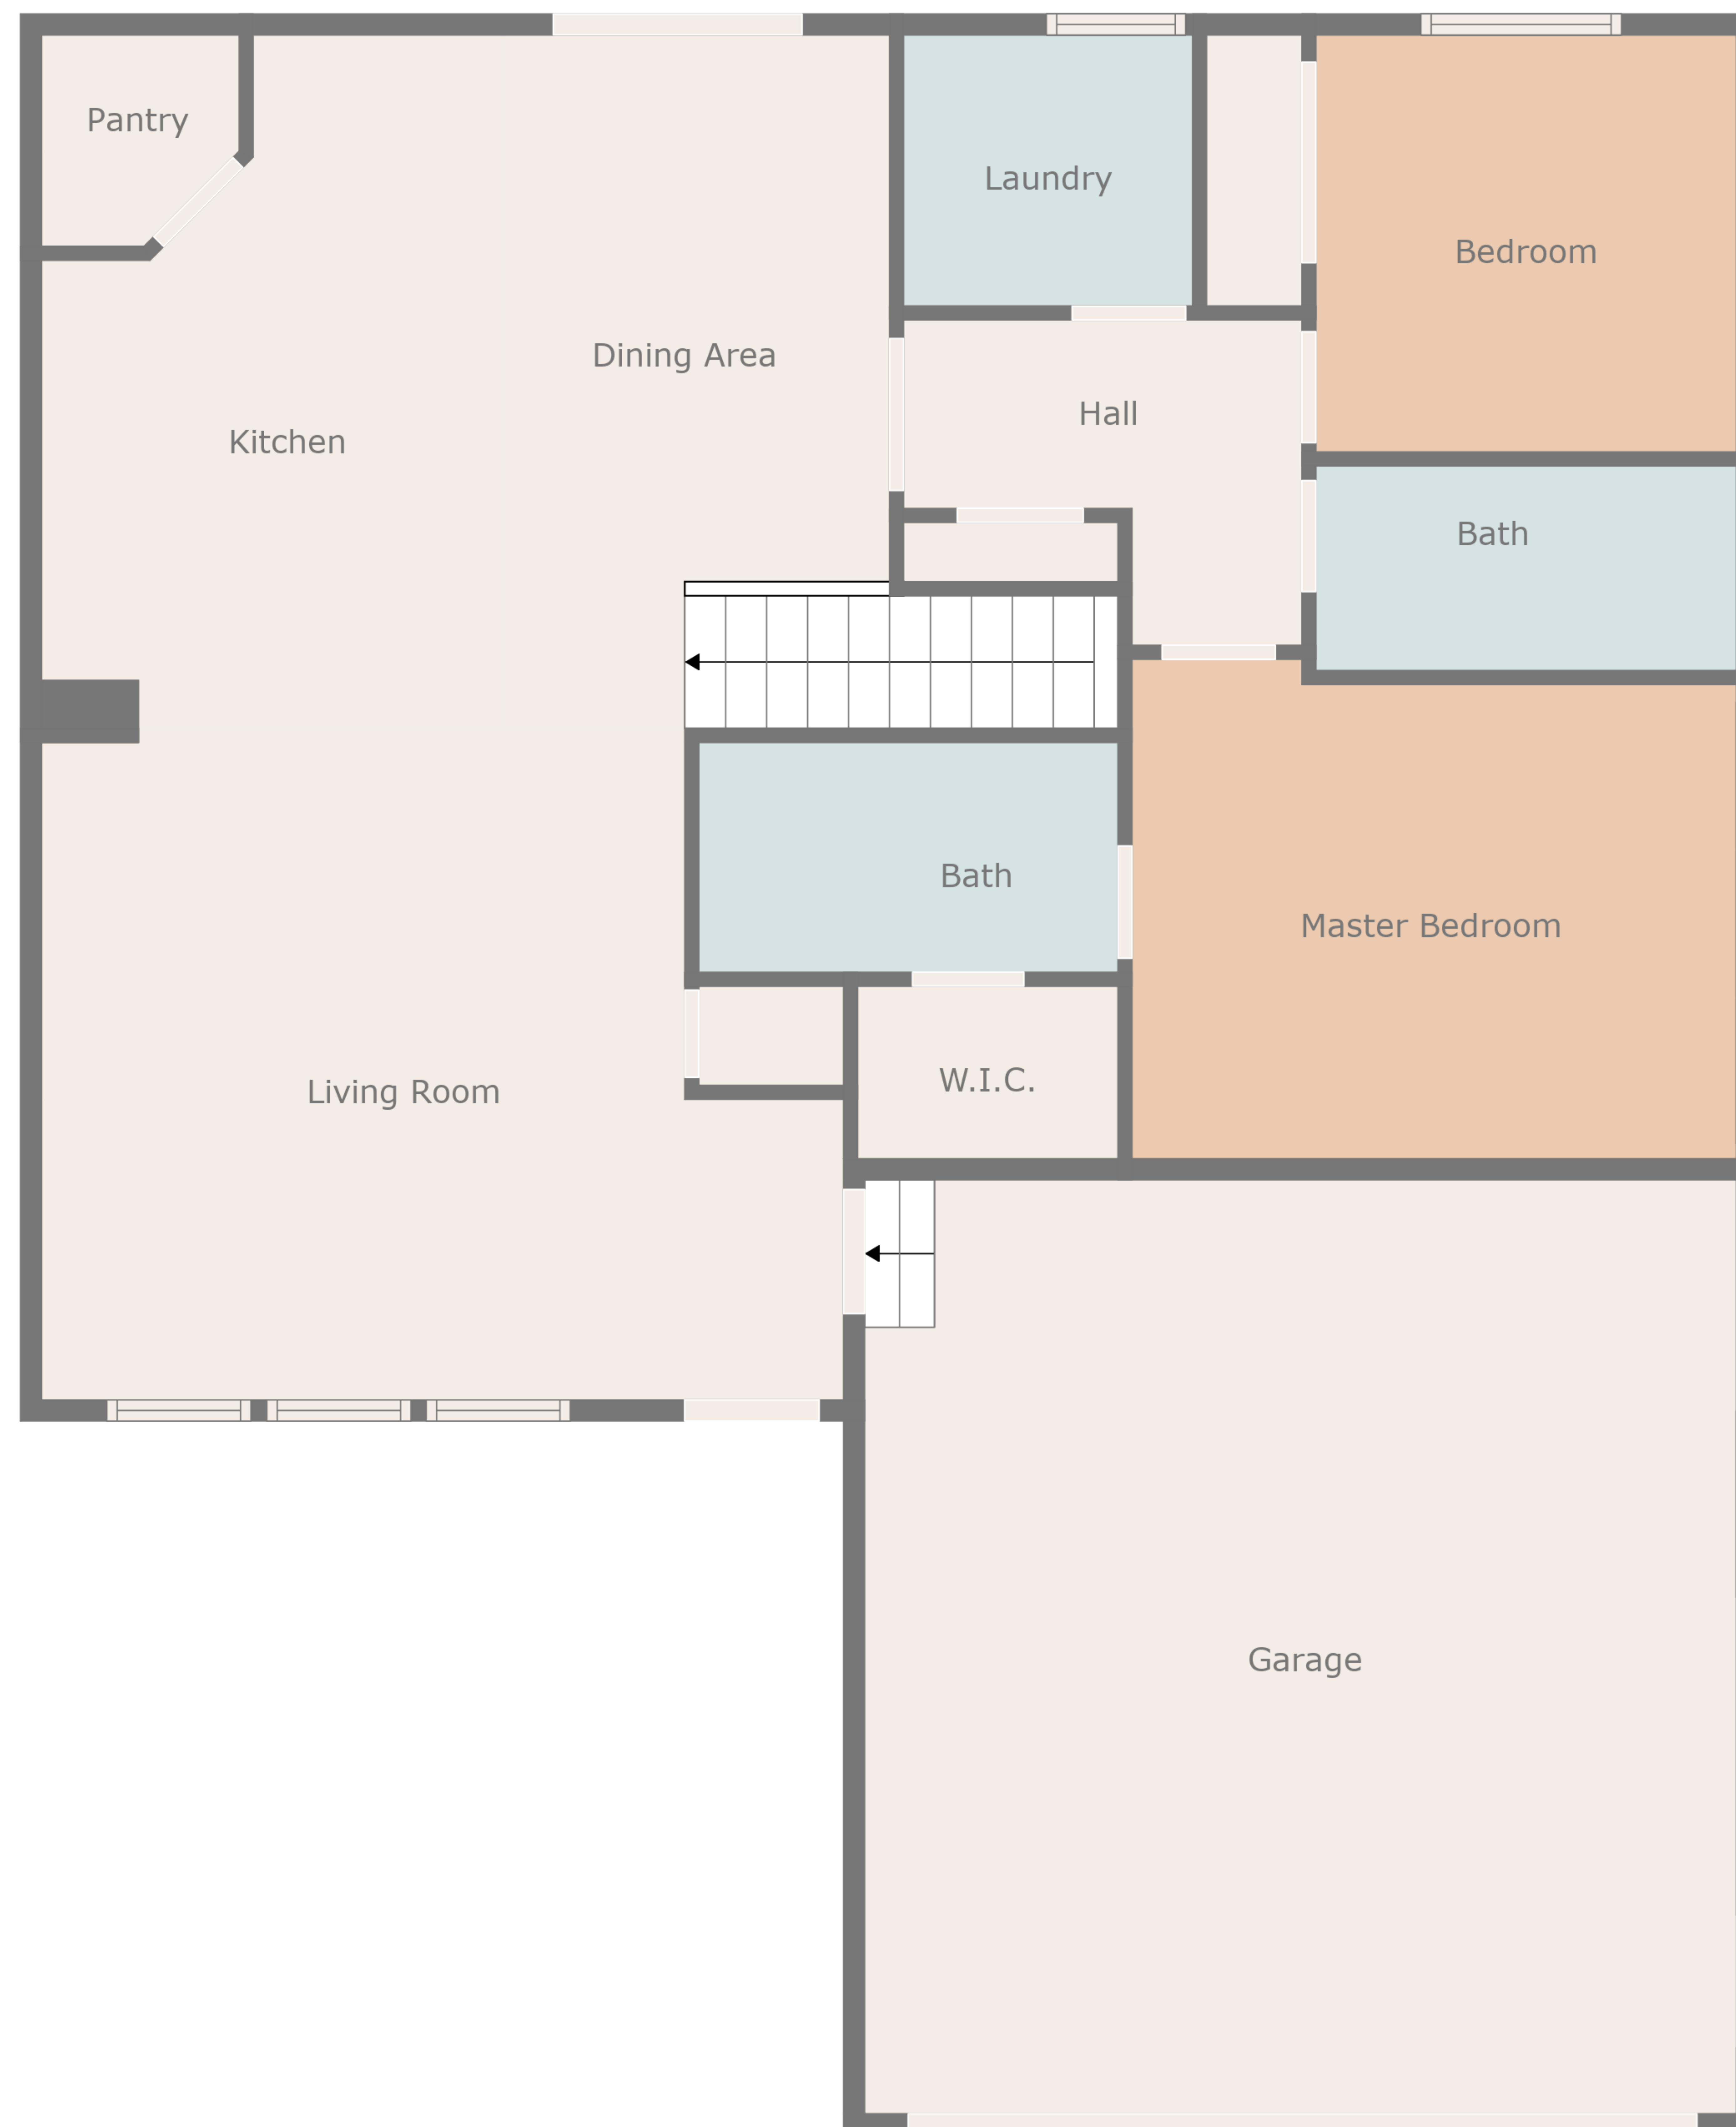 Pantry
Laundry
Bedroom
Dining Area
Hall
Kitchen
Bath
Bath
Master Bedroom
W.I.C.
Living Room
Garage